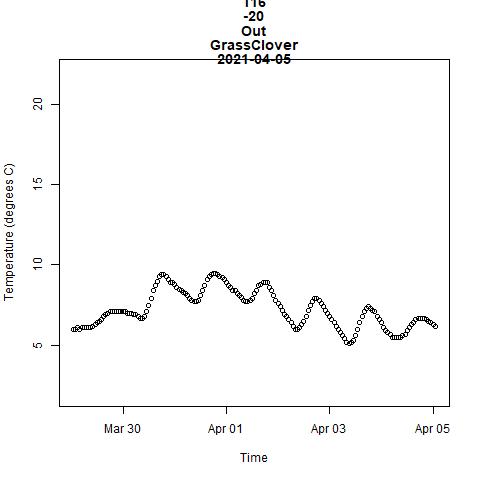 T16
-20
Out
GrassClover
2021-04-05
Temperature (degrees C)
20
15
10
5
Mar 30
Apr 01
Apr 03
Apr 05
Time